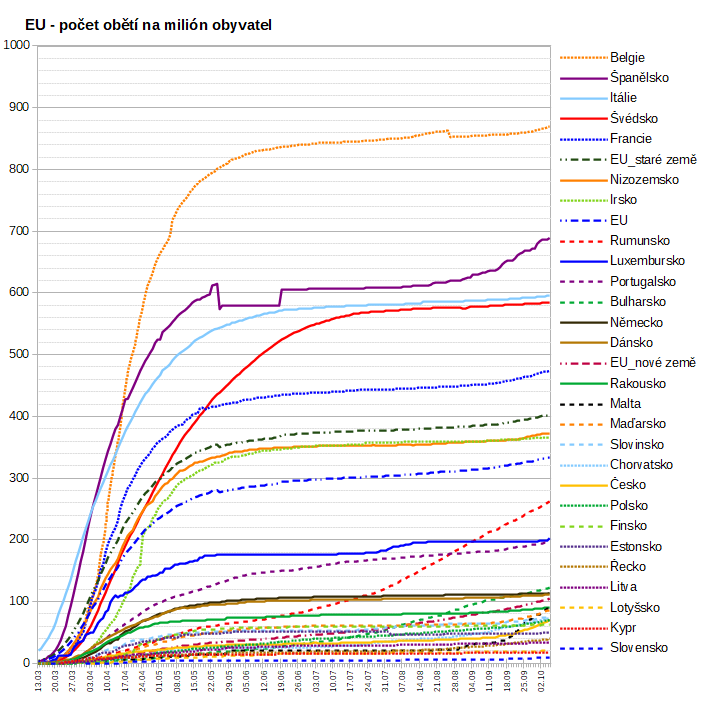 EU - počet obětí na milión obyvatel
1000
900
800
700
600
500
400
300
200
100
0
Belgie
Španělsko
Itálie
Švédsko
Francie
EU_staré země
Nizozemsko
Irsko
EU
Rumunsko
Luxembursko
Portugalsko
Bulharsko
Německo
Dánsko
EU_nové země
Rakousko
Malta
Maďarsko
Slovinsko
Chorvatsko
Česko
Polsko
Finsko
Estonsko
Řecko
Litva
Lotyšsko
Kypr
Slovensko
13.03
20.03
27.03
03.04
10.04
17.04
24.04
01.05
08.05
15.05
22.05
29.05
05.06
12.06
19.06
26.06
03.07
10.07
17.07
24.07
31.07
07.08
14.08
21.08
28.08
04.09
11.09
18.09
25.09
02.10